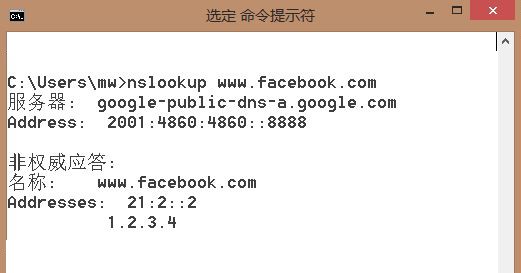 选定 命令提示符
C:\Users\mw>nslookup www.facebook.com
服务器:  google-public-dns-a.google.com
Address:  2001:4860:4860::8888
非权威应答:
名称:    www.facebook.com
Addresses:  21:2::2
          1.2.3.4